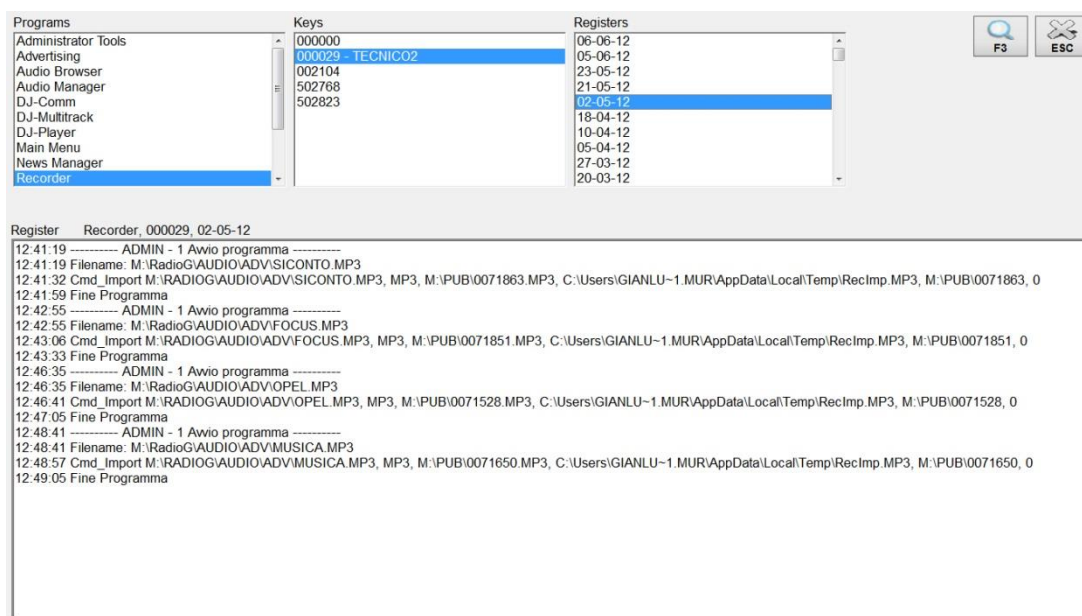 Programs
Administrator Tools
Advertising
Audio Browser
Audio Manager
DJ-Comm
DJ-Multitrack
DJ-Player
Main Menu
News Manager
Recorder
Keys
000000
000029 - TECNICO2
002104
502768
502823
Registers
06-06-12
05-06-12
23-05-12
21-05-12
02-05-12
18-04-12
10-04-12
05-04-12
27-03-12
20-03-12
F3
ESC
Register Recorder, 000029, 02-05-12
12:41:19 ---------- ADMIN - 1 Avvio programma ----------
12:41:19 Filename: M:\RadioG\AUDIO\ADV\SICONTO.MP3
12:41:32 Cmd_Import M:\RADIOG\AUDIO\ADV\SICONTO.MP3, MP3, M:\PUB\0071863.MP3, C:\Users\GIANLU~1.MUR\AppData\Local\Temp\RecImp.MP3, M:\PUB\0071863, 0
12:41:59 Fine Programma
12:42:55 ---------- ADMIN - 1 Avvio programma ----------
12:42:55 Filename: M:\RadioG\AUDIO\ADV\FOCUS.MP3
12:43:06 Cmd_Import M:\RADIOG\AUDIO\ADV\FOCUS.MP3, MP3, M:\PUB\0071851.MP3, C:\Users\GIANLU~1.MUR\AppData\Local\Temp\RecImp.MP3, M:\PUB\0071851, 0
12:43:33 Fine Programma
12:46:35 ---------- ADMIN - 1 Avvio programma ----------
12:46:35 Filename: M:\RadioG\AUDIO\ADV\OPEL.MP3
12:46:41 Cmd_Import M:\RADIOG\AUDIO\ADV\OPEL.MP3, MP3, M:\PUB\0071528.MP3, C:\Users\GIANLU~1.MUR\AppData\Local\Temp\RecImp.MP3, M:\PUB\0071528, 0
12:47:05 Fine Programma
12:48:41 ---------- ADMIN - 1 Avvio programma ----------
12:48:41 Filename: M:\RadioG\AUDIO\ADV\MUSICA.MP3
12:48:57 Cmd_Import M:\RADIOG\AUDIO\ADV\MUSICA.MP3, MP3, M:\PUB\0071650.MP3, C:\Users\GIANLU~1.MUR\AppData\Local\Temp\RecImp.MP3, M:\PUB\0071650, 0
12:49:05 Fine Programma